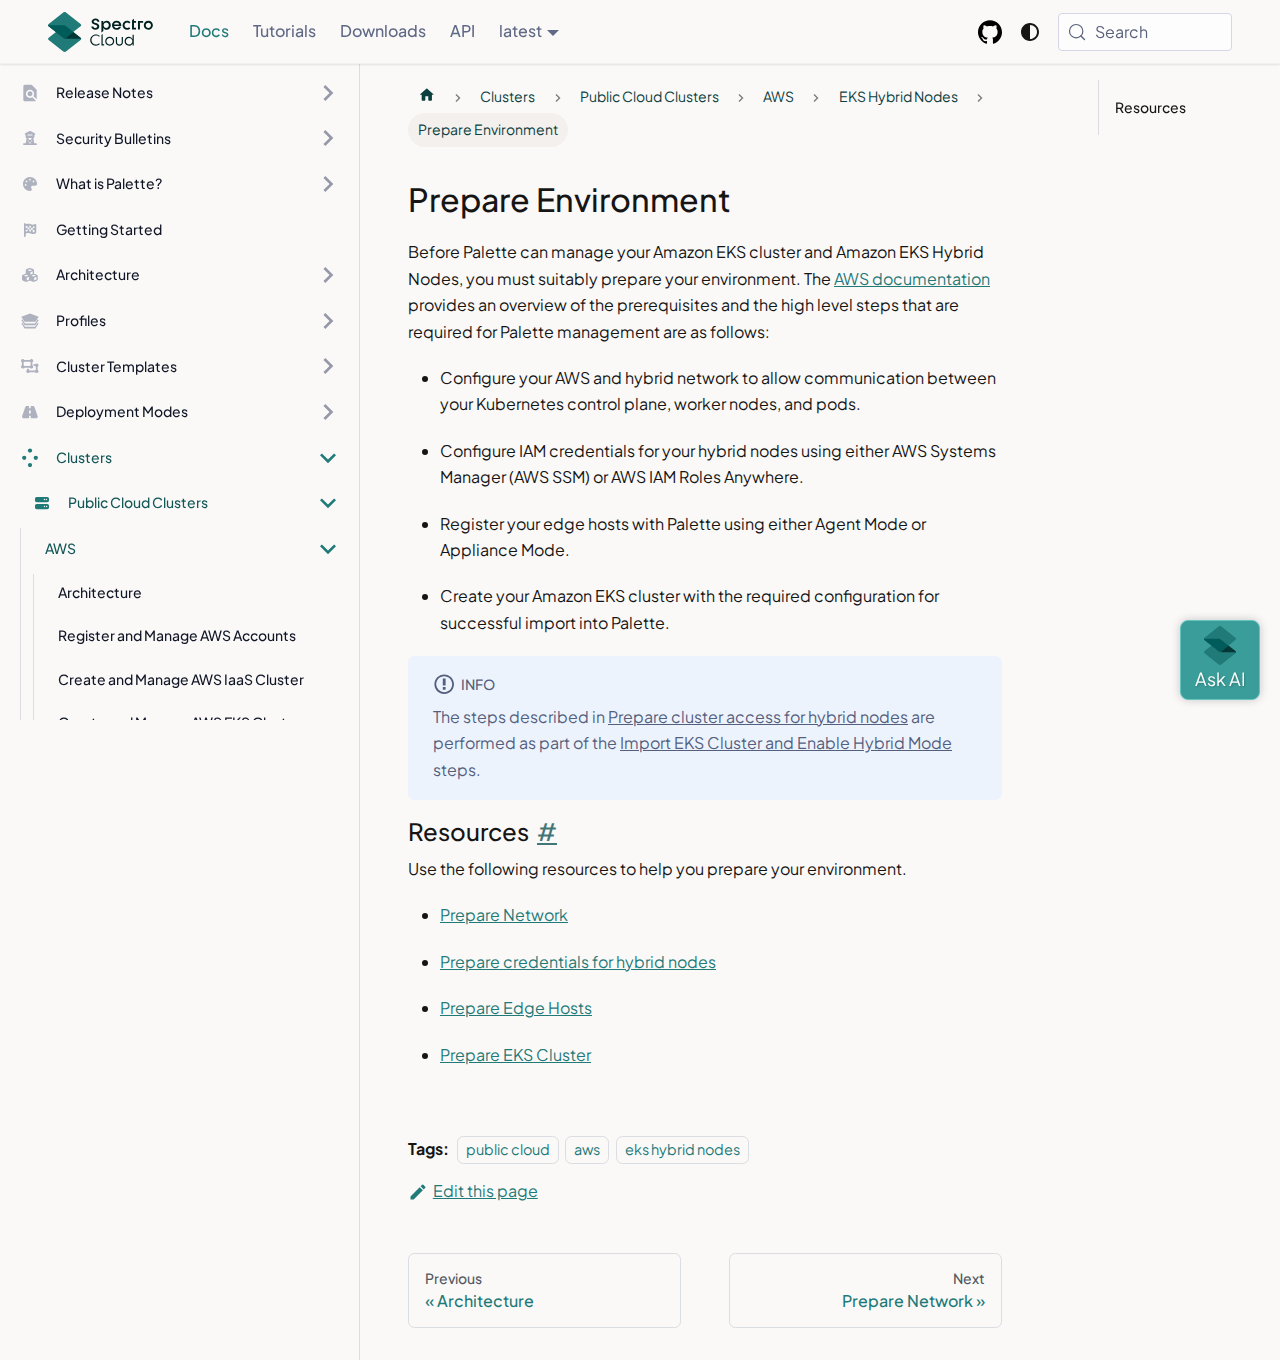 Spectro Cloud
Docs
Tutorials
Downloads
API
latest
Search
Release Notes
Security Bulletins
What is Palette?
Getting Started
Architecture
Profiles
Cluster Templates
Deployment Modes
Clusters
Public Cloud Clusters
AWS
Architecture
Register and Manage AWS Accounts
Create and Manage AWS IaaS Cluster
Clusters
Public Cloud Clusters
AWS
EKS Hybrid Nodes
Prepare Environment
Prepare Environment
Before Palette can manage your Amazon EKS cluster and Amazon EKS Hybrid
Nodes, you must suitably prepare your environment. The AWS documentation
provides an overview of the prerequisites and the high level steps that are
required for Palette management are as follows:
Configure your AWS and hybrid network to allow communication between
your Kubernetes control plane, worker nodes, and pods.
Configure IAM credentials for your hybrid nodes using either AWS Systems
Manager (AWS SSM) or AWS IAM Roles Anywhere.
Register your edge hosts with Palette using either Agent Mode or
Appliance Mode.
Create your Amazon EKS cluster with the required configuration for
successful import into Palette.
INFO
The steps described in Prepare cluster access for hybrid nodes are
performed as part of the Import EKS Cluster and Enable Hybrid Mode
steps.
Resources #
Use the following resources to help you prepare your environment.
Prepare Network
Prepare credentials for hybrid nodes
Prepare Edge Hosts
Prepare EKS Cluster
Tags: public cloud aws eks hybrid nodes
Edit this page
Previous
« Architecture
Next
Prepare Network »
Resources
Ask AI